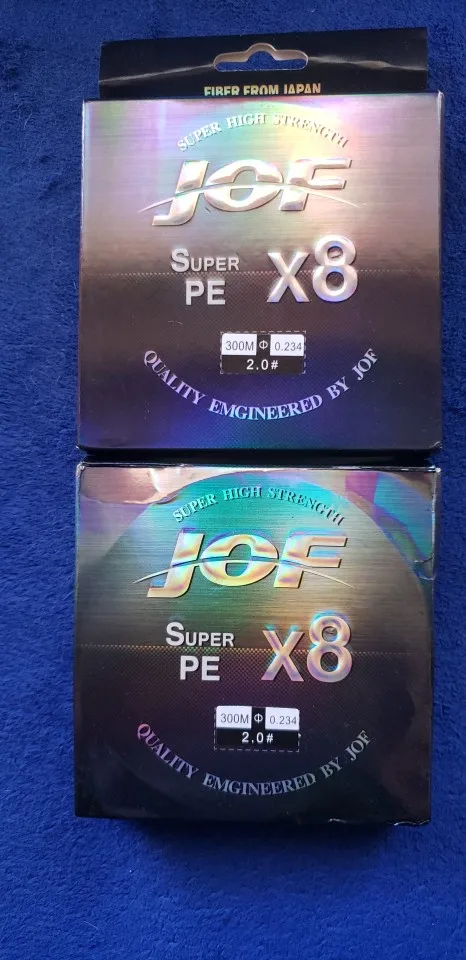 FIBER FROM JAPAN
SUPER HIGH STRENGTH
JOF
SUPER
PE
X8
300M Φ 0.234
2.0#
QUALITY EMGINEERED BY JOF
SUPER HIGH STRENGTH
JOF
SUPER
PE
X8
300M Φ 0.234
2.0#
QUALITY EMGINEERED BY JOF